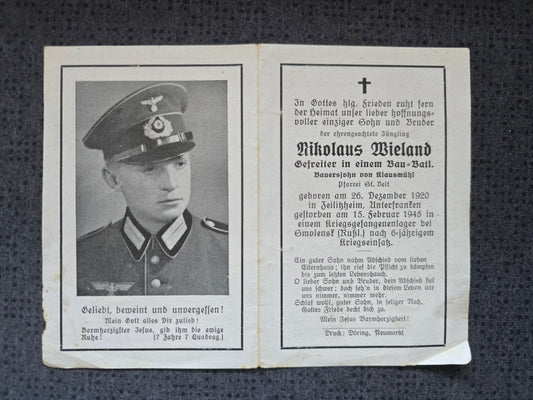 Geliebt, beweint und unvergessen!
Mein Gott alles Dir zulieb!
Barmherzigster Jesus, gib ihm die ewige
Ruhe! (7 Jahre 7 Quadrag.)
In Gottes hlg. Frieden ruht fern
der Heimat unser lieber hoffnungs-
voller einziger Sohn und Bruder
der ehrengeachtete Jüngling
Nikolaus Wieland
Gefreiter in einem Bau-Batl.
Bauerssohn von Klausmühl
Pfarrei St. Veit
geboren am 26. Dezember 1920
in Zeilitzheim, Unterfranken
gestorben am 15. Februar 1945 in
einem Kriegsgefangenenlager bei
Smolensk (Rußl.) nach 6-jährigem
Kriegseinsatz.
Ein guter Sohn nahm Abschied vom lieben
Elternhaus; ihn rief die Pflicht zu kämpfen
bis zum letzten Lebenshauch.
O lieber Sohn und Bruder, dein Abschied fiel
uns schwer; doch seh'n in diesem Leben wir
uns nimmer, nimmer mehr.
Schlaf wohl, guter Sohn, in seliger Ruh,
Gottes Friede deckt dich zu.
Mein Jesus Barmherzigkeit!
Druck: Döring, Neumarkt